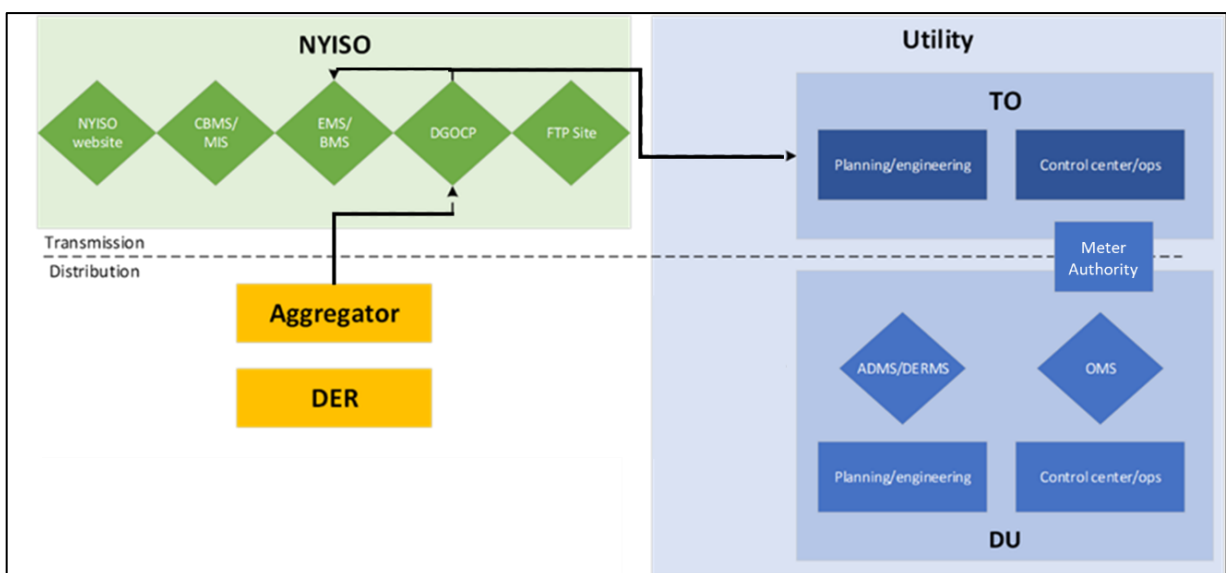 NYISO
NYISO
website
CBMS/
MIS
EMS/
BMS
DGOCP
FTP Site
Utility
TO
Planning/engineering
Control center/ops
Transmission
Distribution
Meter
Authority
Aggregator
DER
ADMS/DERMS
OMS
Planning/engineering
Control center/ops
DU